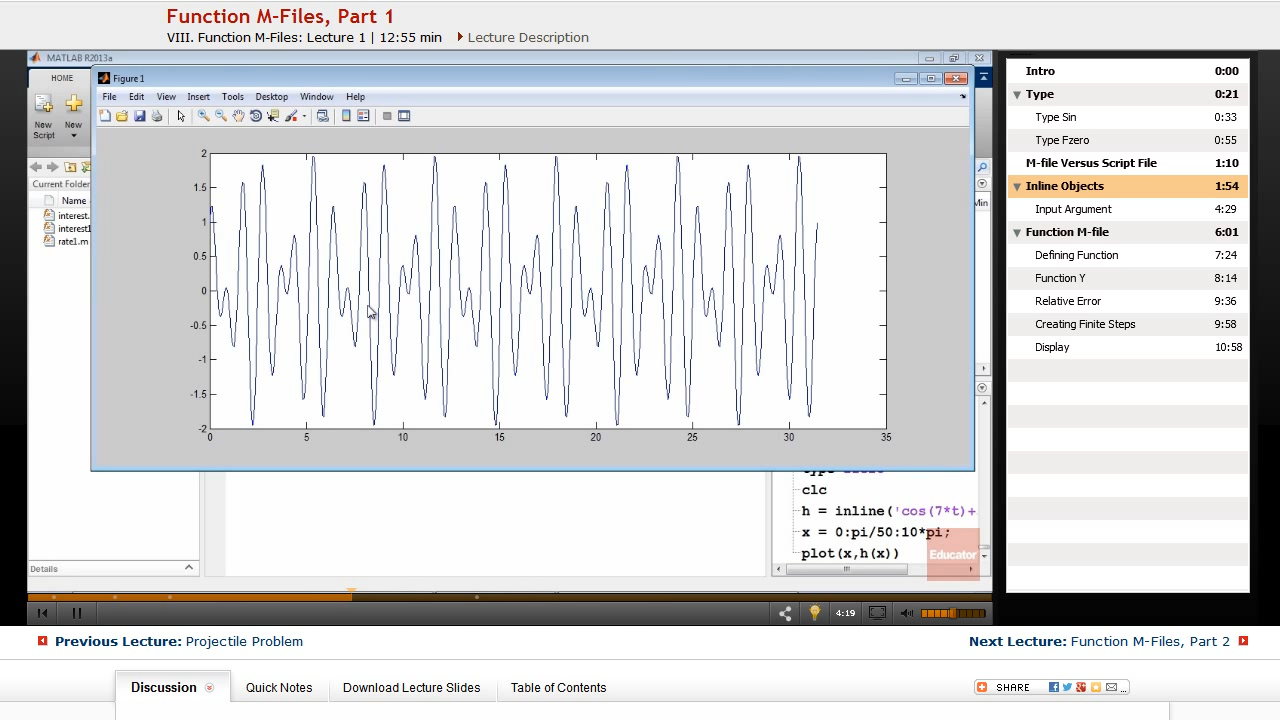 Function M-Files, Part 1
VIII. Function M-Files: Lecture 1 | 12:55 min Lecture Description
MATLAB R2013a
HOME
New Script
New
Current Folder
Name
interest.
interest1
rate1.m
Details
Figure 1
File Edit View Insert Tools Desktop Window Help
2
1.5
1
0.5
0
-0.5
-1
-1.5
-2
0 5 10 15 20 25 30 35
Min
clc
h = inline('cos(7*t)+
x = 0:pi/50:10*pi;
plot(x,h(x))
Educator
4:19
Intro 0:00
Type 0:21
Type Sin 0:33
Type Fzero 0:55
M-file Versus Script File 1:10
Inline Objects 1:54
Input Argument 4:29
Function M-file 6:01
Defining Function 7:24
Function Y 8:14
Relative Error 9:36
Creating Finite Steps 9:58
Display 10:58
Previous Lecture: Projectile Problem
Next Lecture: Function M-Files, Part 2
Discussion Quick Notes Download Lecture Slides Table of Contents
SHARE